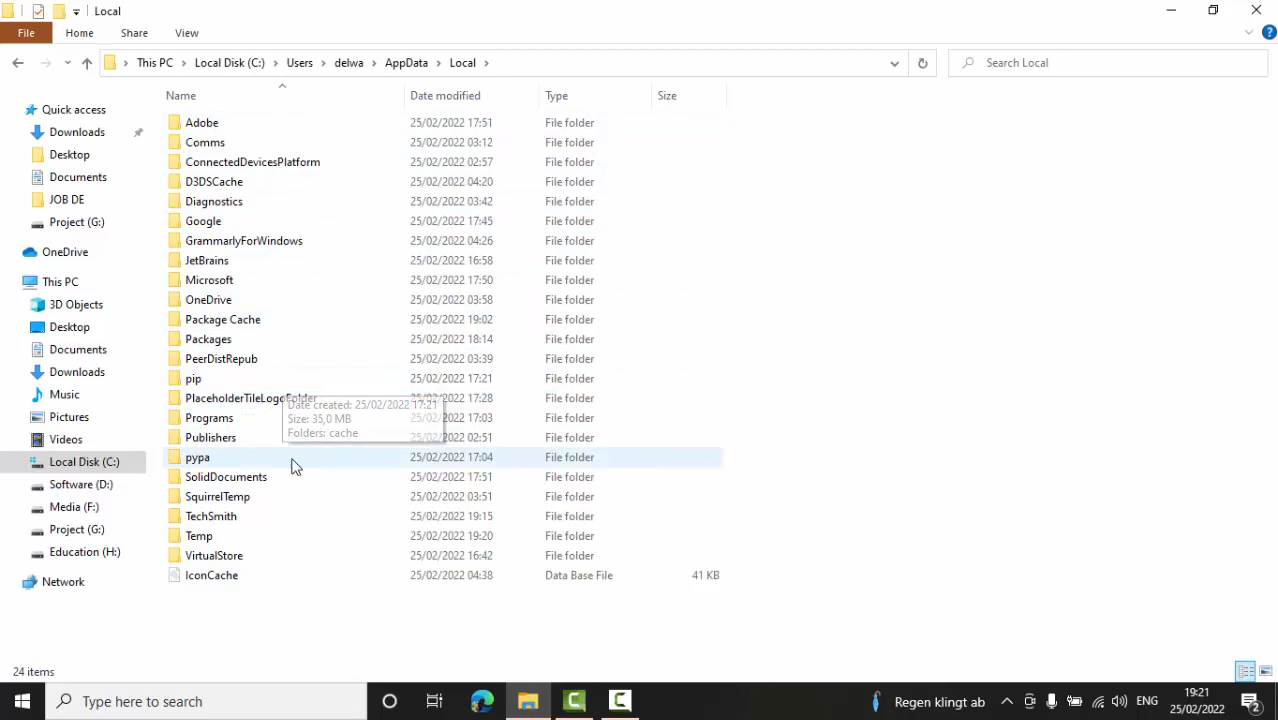 Local
File Home Share View
This PC Local Disk (C:) Users delwa AppData Local
Search Local
Name Date modified Type Size
Quick access
Downloads
Desktop
Documents
JOB DE
Project (G:)
OneDrive
This PC
3D Objects
Desktop
Documents
Downloads
Music
Pictures
Videos
Local Disk (C:)
Software (D:)
Media (F:)
Project (G:)
Education (H:)
Network
Adobe 25/02/2022 17:51 File folder
Comms 25/02/2022 03:12 File folder
ConnectedDevicesPlatform 25/02/2022 02:57 File folder
D3DSCache 25/02/2022 04:20 File folder
Diagnostics 25/02/2022 03:42 File folder
Google 25/02/2022 17:45 File folder
GrammarlyForWindows 25/02/2022 04:26 File folder
JetBrains 25/02/2022 16:58 File folder
Microsoft 25/02/2022 17:50 File folder
OneDrive 25/02/2022 03:58 File folder
Package Cache 25/02/2022 19:02 File folder
Packages 25/02/2022 18:14 File folder
PeerDistRepub 25/02/2022 03:39 File folder
pip 25/02/2022 17:21 File folder
PlaceholderTileLogoFolder 25/02/2022 17:28 File folder
Date created: 25/02/2022 17:21
Size: 35,0 MB
Folders: cache
Programs 25/02/2022 17:03 File folder
Publishers 25/02/2022 02:51 File folder
pypa 25/02/2022 17:04 File folder
SolidDocuments 25/02/2022 17:51 File folder
SquirrelTemp 25/02/2022 03:51 File folder
TechSmith 25/02/2022 19:15 File folder
Temp 25/02/2022 19:20 File folder
VirtualStore 25/02/2022 16:42 File folder
IconCache 25/02/2022 04:38 Data Base File 41 KB
24 items
Type here to search
Regen klingt ab
ENG
19:21
25/02/2022
2